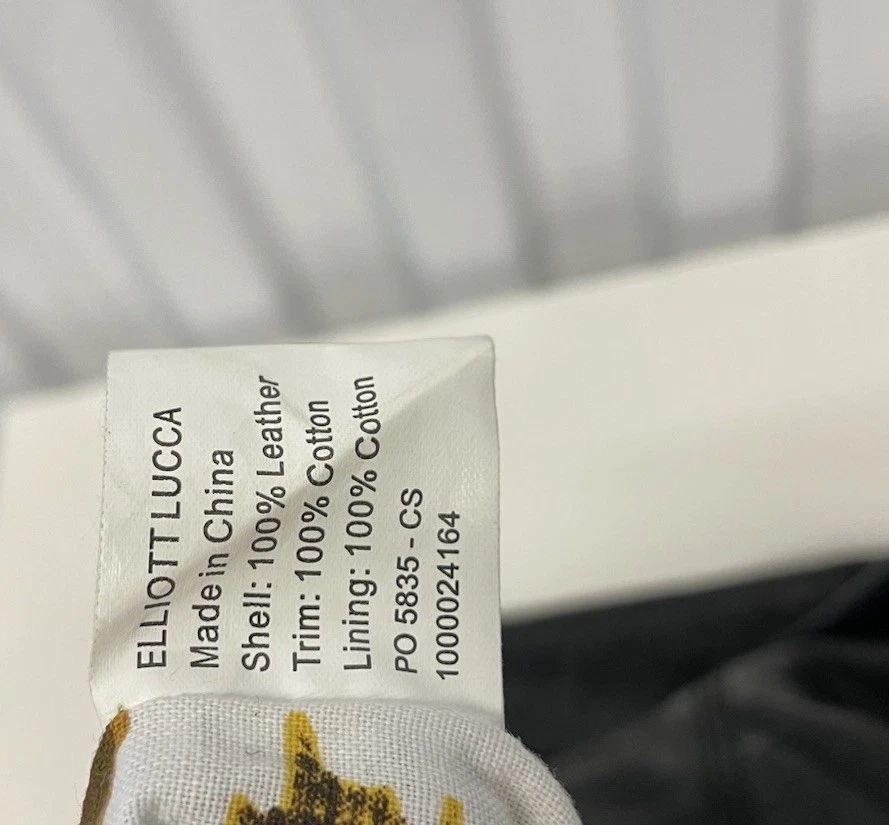 ELLIOTT LUCCA
Made in China
Shell: 100% Leather
Trim: 100% Cotton
Lining: 100% Cotton
PO 5835 - CS
1000024164